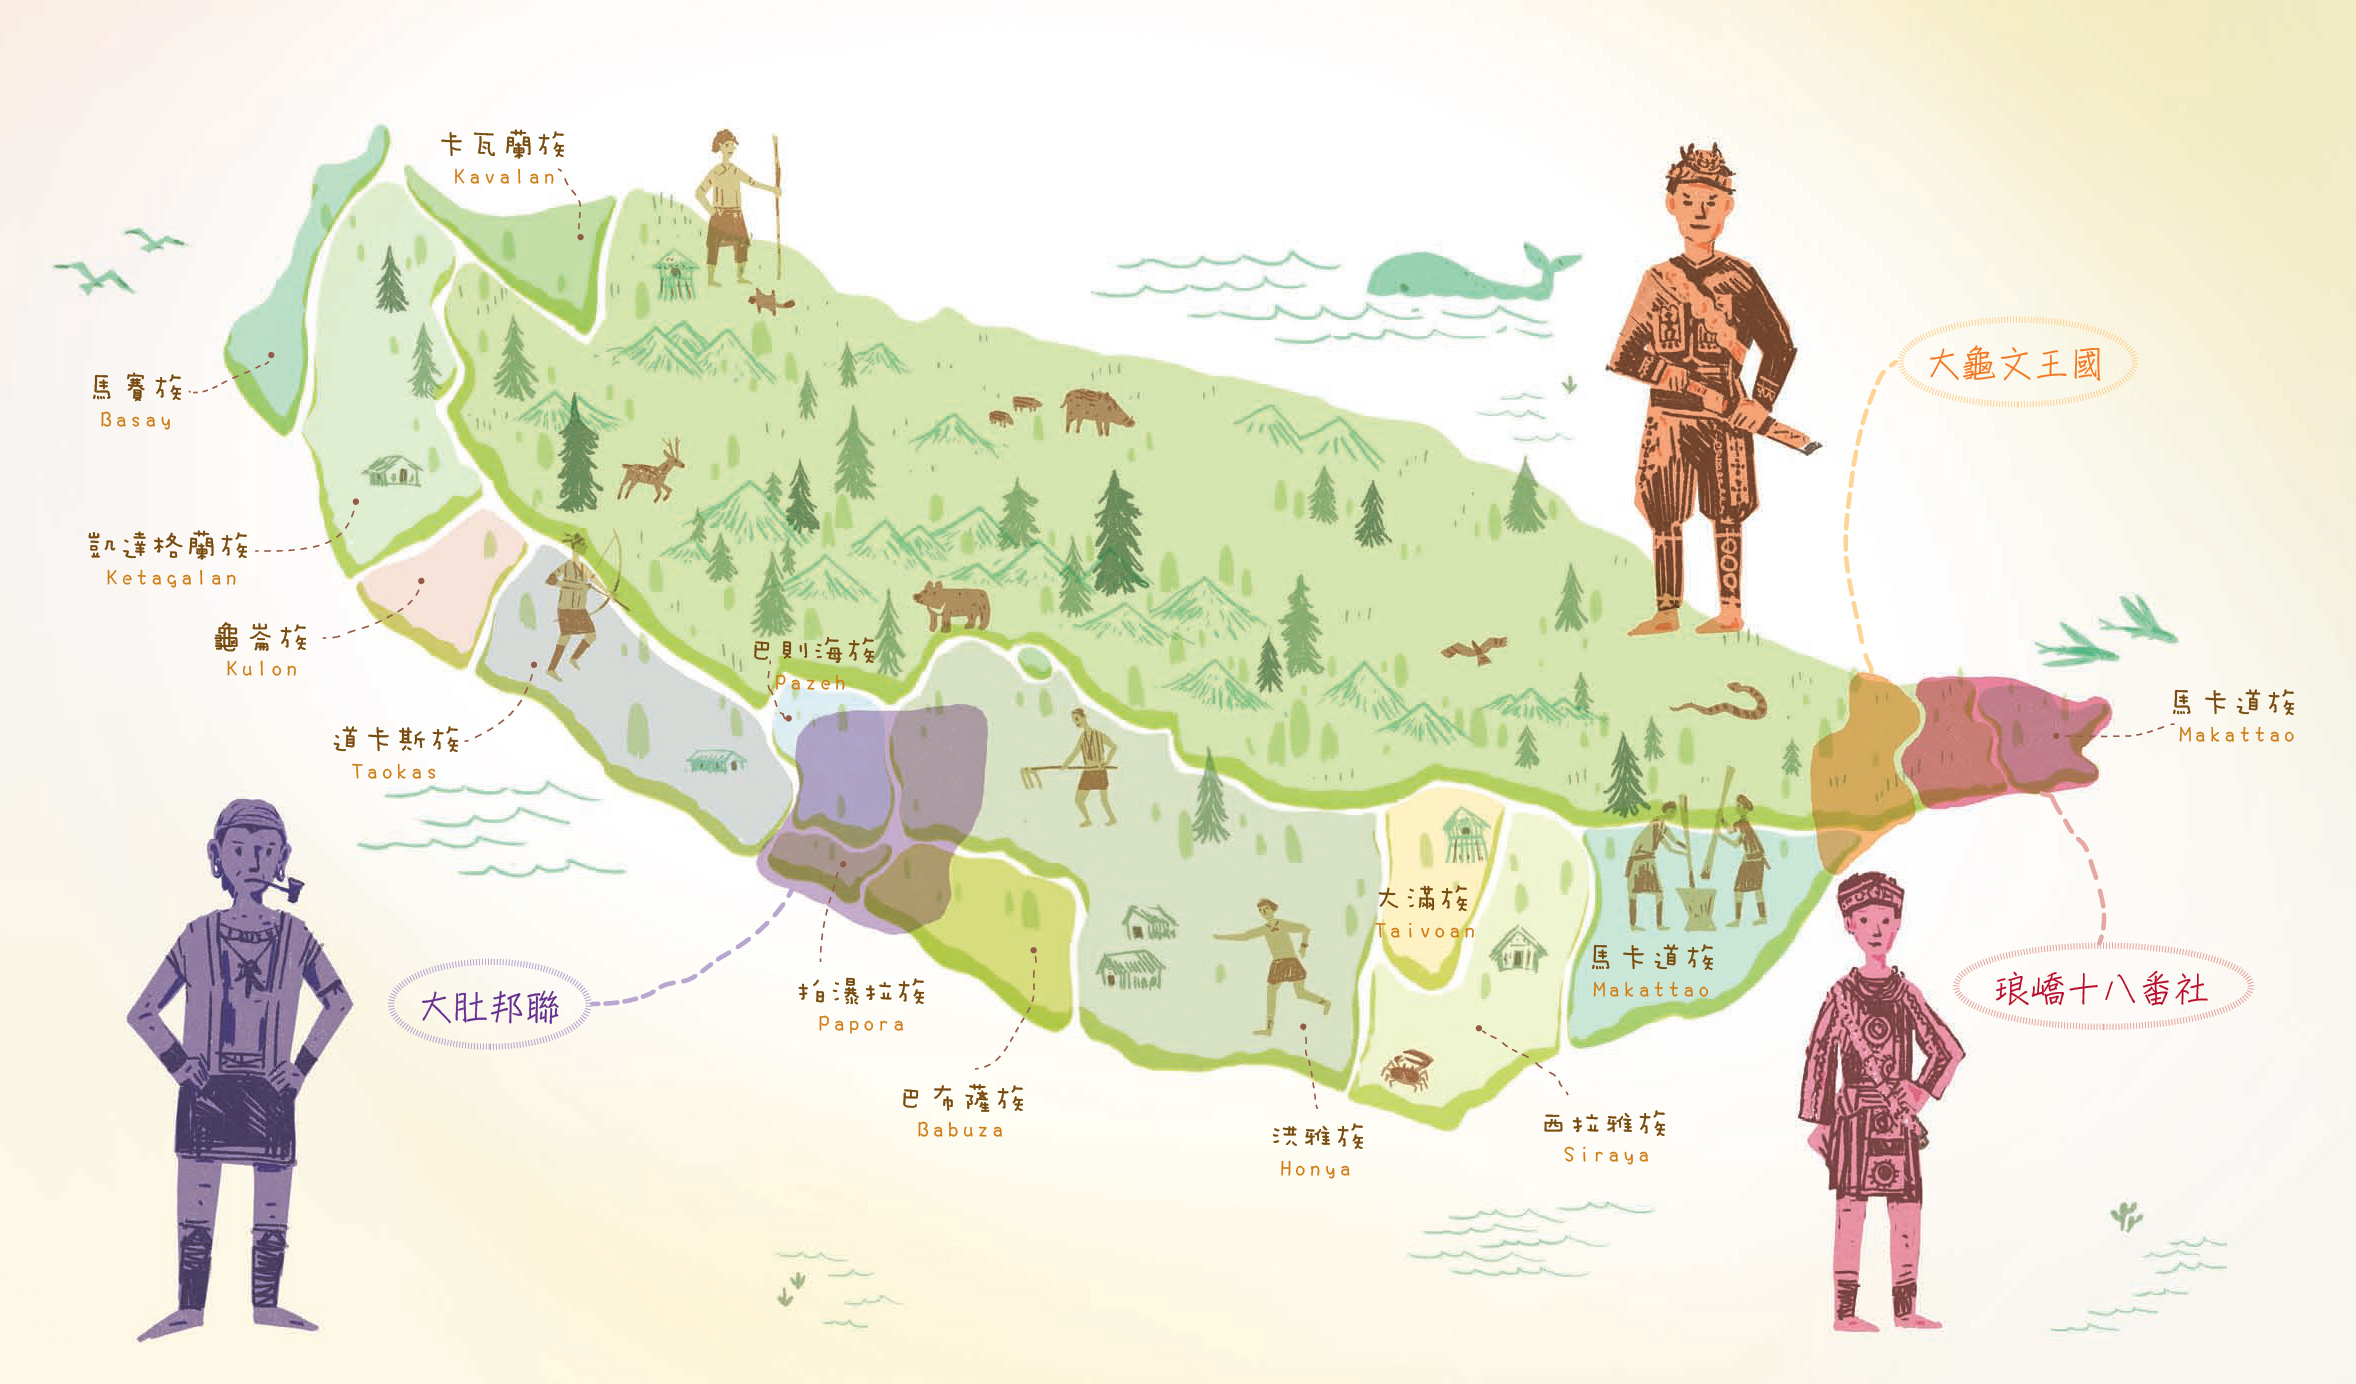 卡瓦蘭族
Kavalan
大龜文王國
馬賽族
Basay
凱達格蘭族
Ketagalan
龜崙族
Kulon
巴則海族
Pazeh
道卡斯族
Taokas
馬卡道族
Makattao
大滿族
Taivoan
馬卡道族
Makattao
大肚邦聯
拍瀑拉族
Papora
琅嶠十八番社
巴布薩族
Babuza
洪雅族
Honya
西拉雅族
Siraya